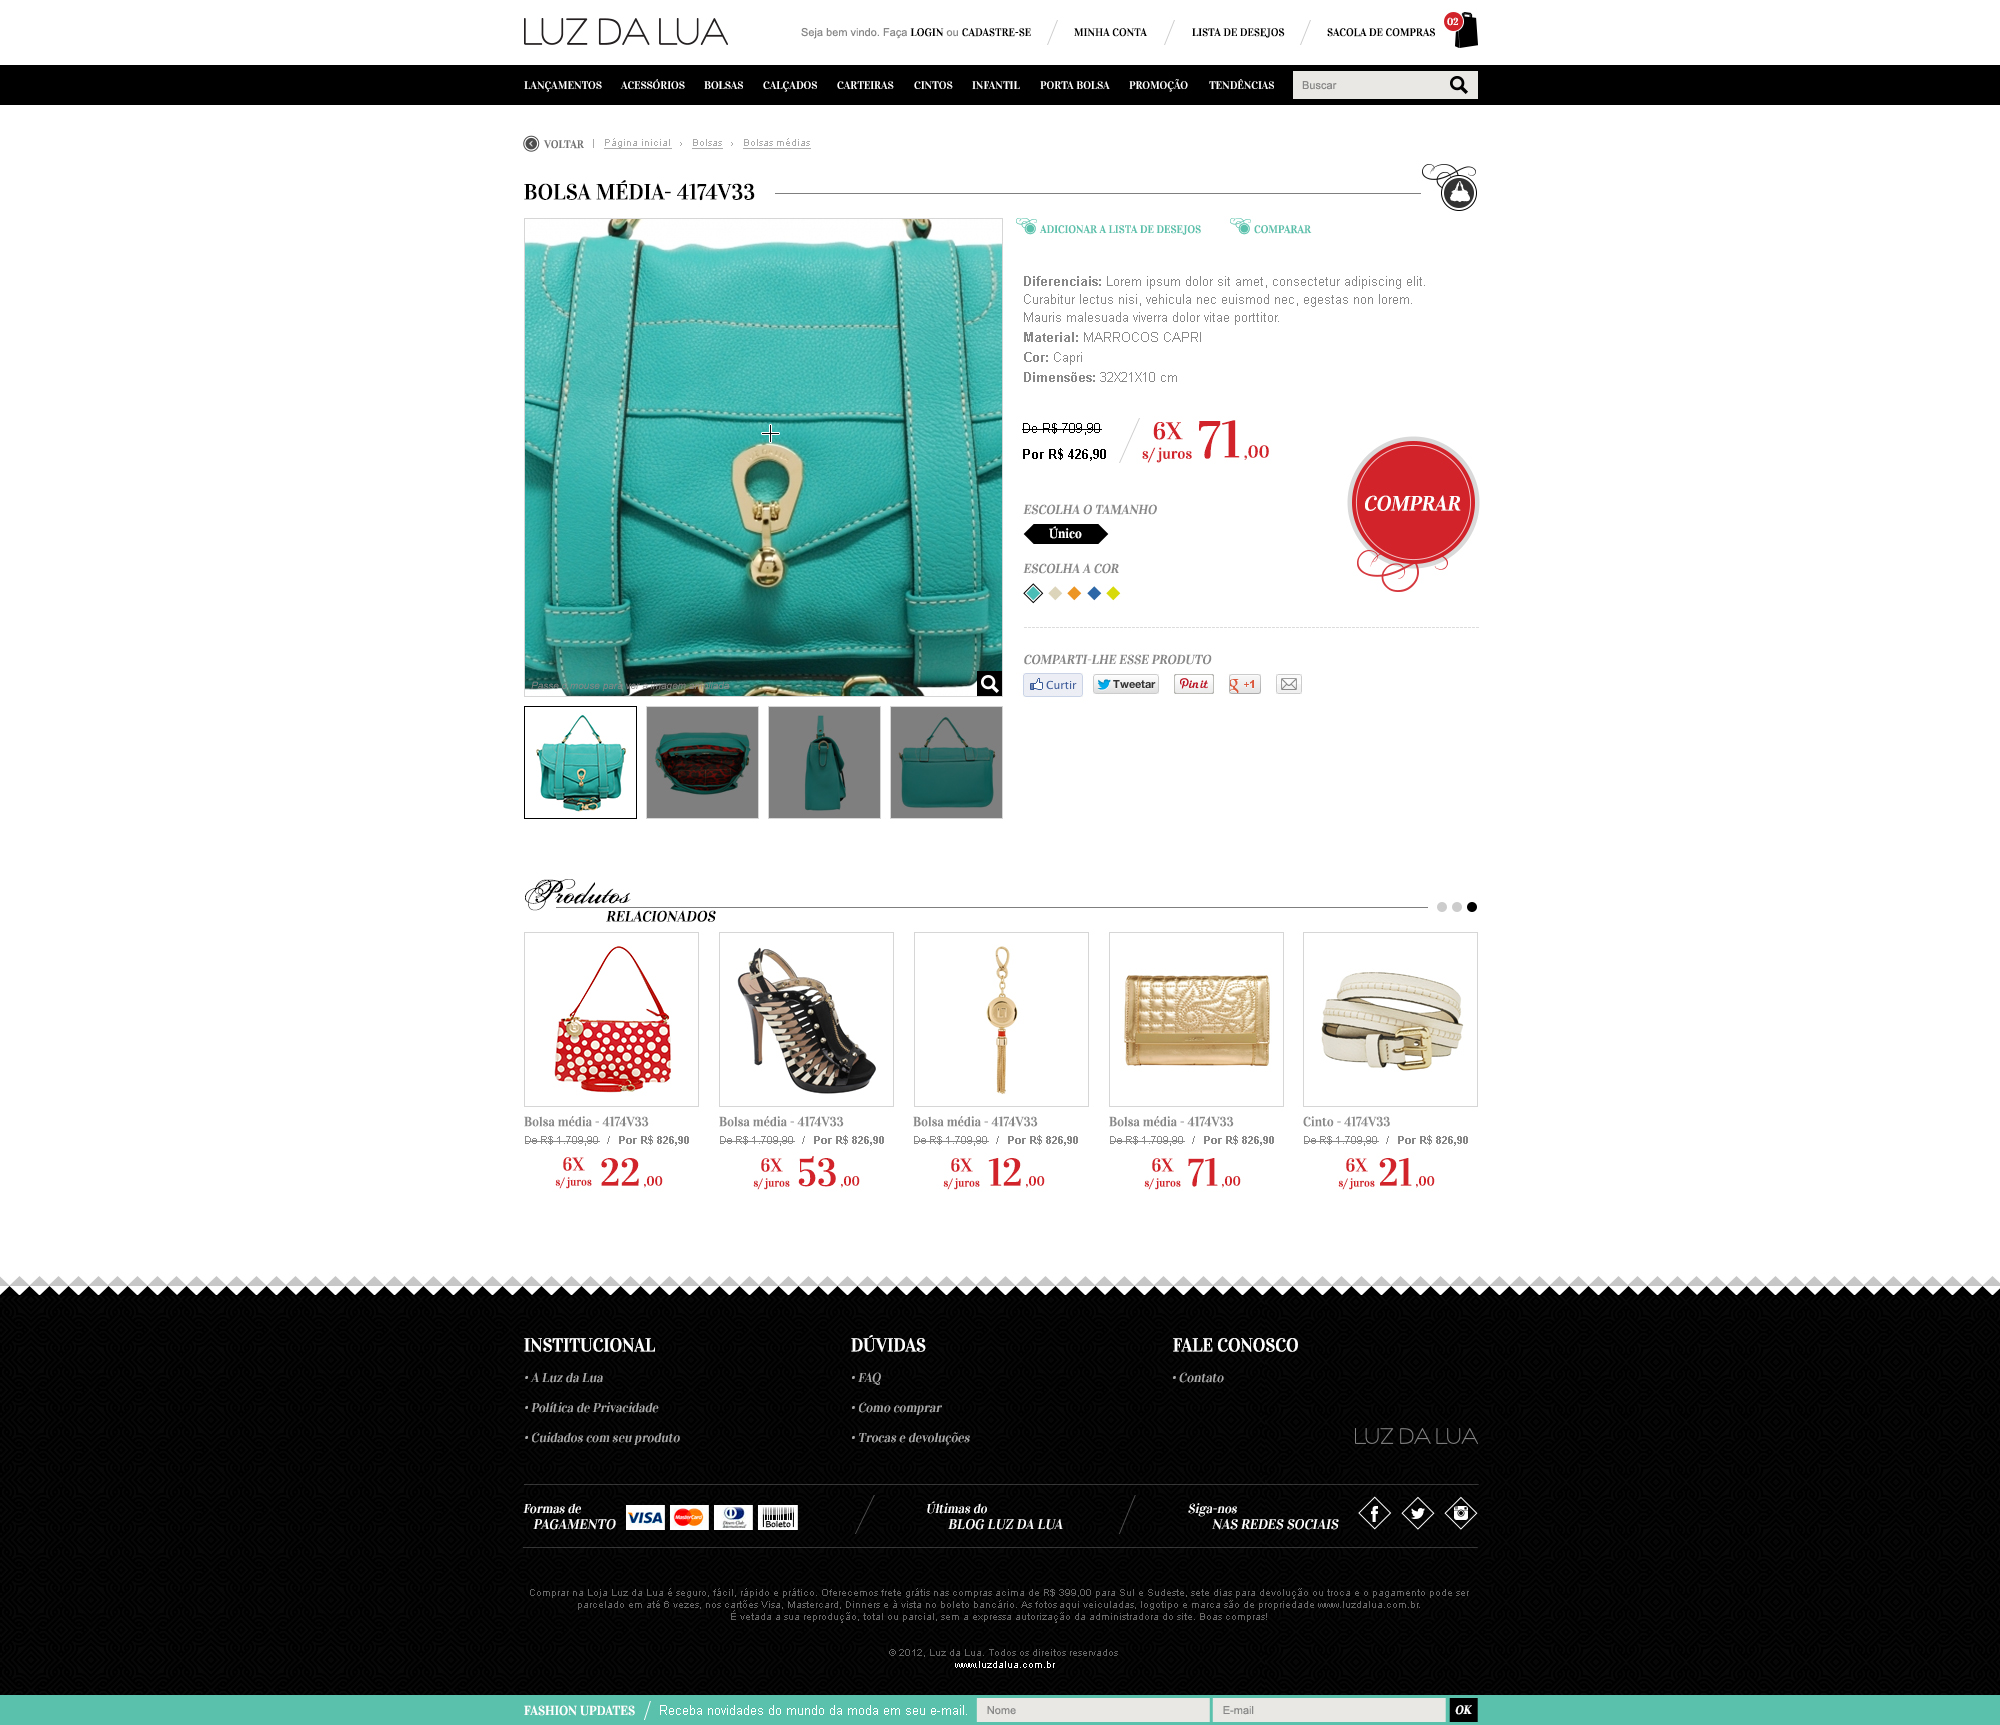 LUZ DA LUA
Seja bem vindo. Faça LOGIN ou CADASTRE-SE
MINHA CONTA
LISTA DE DESEJOS
SACOLA DE COMPRAS
02
LANÇAMENTOS ACESSÓRIOS BOLSAS CALÇADOS CARTEIRAS CINTOS INFANTIL PORTA BOLSA PROMOÇÃO TENDÊNCIAS
Buscar
VOLTAR | Página inicial › Bolsas › Bolsas médias
BOLSA MÉDIA- 4174V33
ADICIONAR A LISTA DE DESEJOS
COMPARAR
Diferenciais: Lorem ipsum dolor sit amet, consectetur adipiscing elit.
Curabitur lectus nisi, vehicula nec euismod nec, egestas non lorem.
Mauris malesuada viverra dolor vitae porttitor.
Material: MARROCOS CAPRI
Cor: Capri
Dimensões: 32X21X10 cm
De R$ 709,90
Por R$ 426,90
6X
s/ juros 71,00
COMPRAR
ESCOLHA O TAMANHO
Único
ESCOLHA A COR
Passe o mouse para ver a imagem ampliada
COMPARTI-LHE ESSE PRODUTO
Curtir
Tweetar
Pinit
g +1
Produtos
RELACIONADOS
Bolsa média - 4174V33
De R$ 1.709,90 / Por R$ 826,90
6X
s/ juros 22,00
Bolsa média - 4174V33
De R$ 1.709,90 / Por R$ 826,90
6X
s/ juros 53,00
Bolsa média - 4174V33
De R$ 1.709,90 / Por R$ 826,90
6X
s/ juros 12,00
Bolsa média - 4174V33
De R$ 1.709,90 / Por R$ 826,90
6X
s/ juros 71,00
Cinto - 4174V33
De R$ 1.709,90 / Por R$ 826,90
6X
s/ juros 21,00
INSTITUCIONAL
• A Luz da Lua
• Política de Privacidade
• Cuidados com seu produto
DÚVIDAS
• FAQ
• Como comprar
• Trocas e devoluções
FALE CONOSCO
• Contato
LUZ DA LUA
Formas de
PAGAMENTO
VISA
MasterCard
Diners Club
International
Boleto
Últimas do
BLOG LUZ DA LUA
Siga-nos
NAS REDES SOCIAIS
Comprar na Loja Luz da Lua é seguro, fácil, rápido e prático. Oferecemos frete grátis nas compras acima de R$ 399,00 para Sul e Sudeste, sete dias para devolução ou troca e o pagamento pode ser
parcelado em até 6 vezes, nos cartões Visa, Mastercard, Dinners e à vista no boleto bancário. As fotos aqui veiculadas, logotipo e marca são de propriedade www.luzdalua.com.br.
É vetada a sua reprodução, total ou parcial, sem a expressa autorização da administradora do site. Boas compras!
© 2012, Luz da Lua. Todos os direitos reservados
www.luzdalua.com.br
FASHION UPDATES / Receba novidades do mundo da moda em seu e-mail.
Nome
E-mail
OK